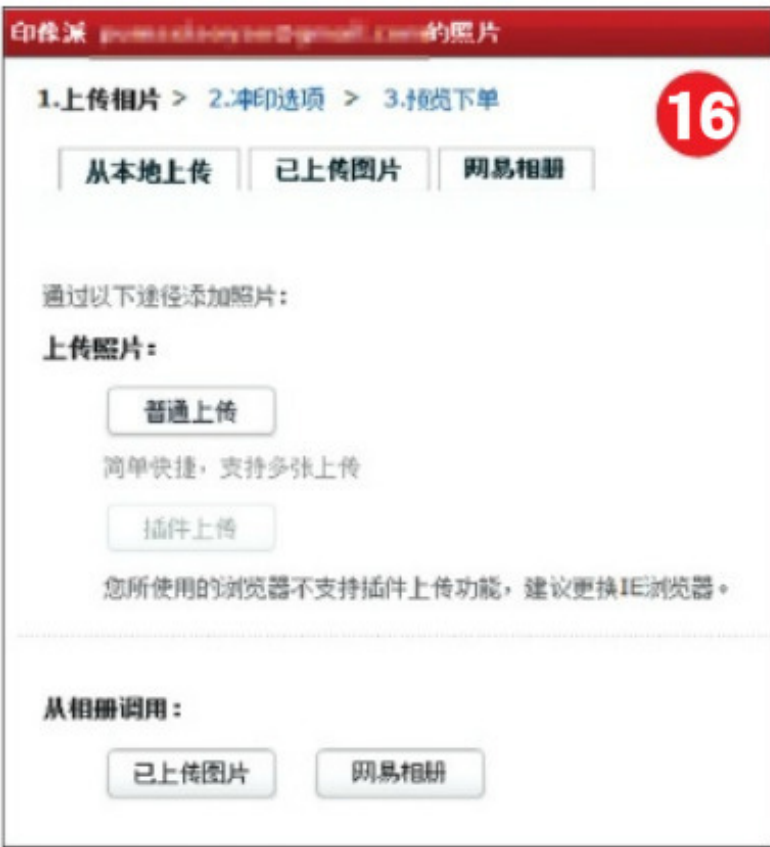 印像派 的照片
1.上传相片 > 2.冲印选项 > 3.预览下单
16
从本地上传 已上传图片 网易相册
通过以下途径添加照片：
上传照片：
普通上传
简单快捷，支持多张上传
插件上传
您所使用的浏览器不支持插件上传功能，建议更换IE浏览器。
从相册调用：
已上传图片 网易相册